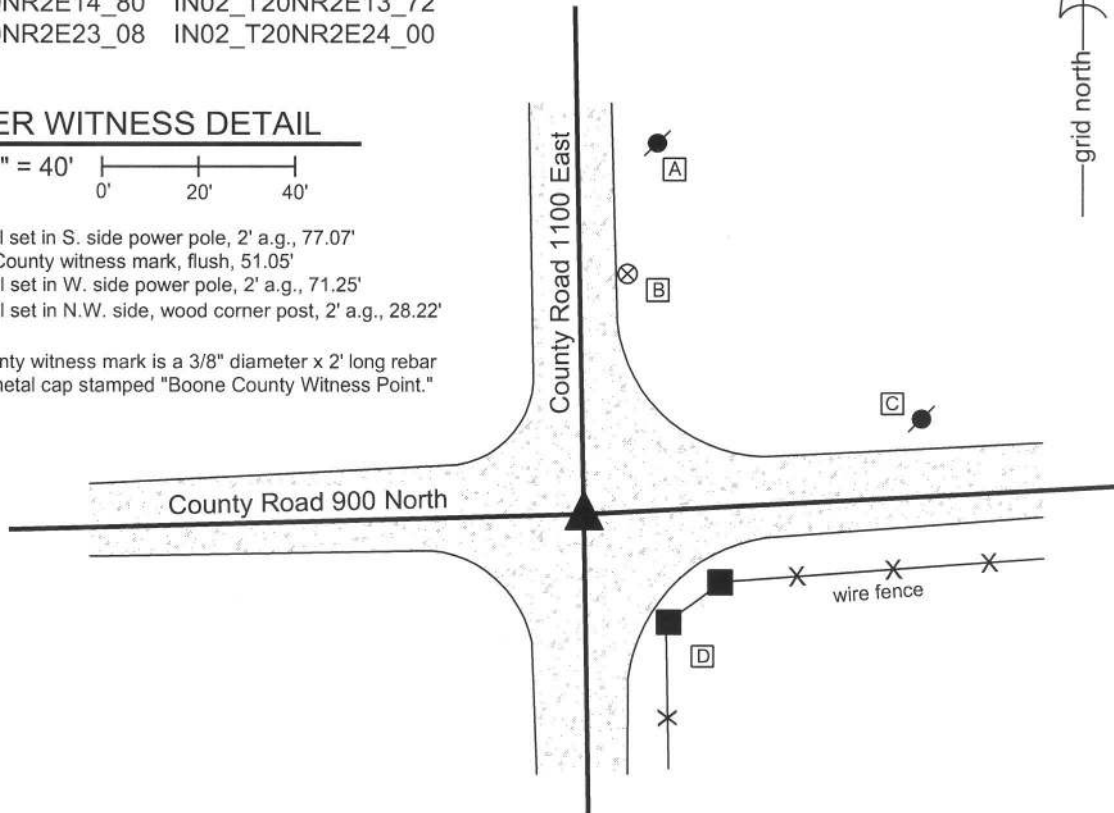 IN02_T20NR2E13_72
NR2E23_08 IN02_T20NR2E24_00
ER WITNESS DETAIL
" = 40'
0' 20' 40'
l set in S. side power pole, 2' a.g., 77.07'
County witness mark, flush, 51.05'
l set in W. side power pole, 2' a.g., 71.25'
l set in N.W. side, wood corner post, 2' a.g., 28.22'
nty witness mark is a 3/8" diameter x 2' long rebar
metal cap stamped "Boone County Witness Point."
grid north
County Road 1100 East
A
B
C
County Road 900 North
wire fence
D